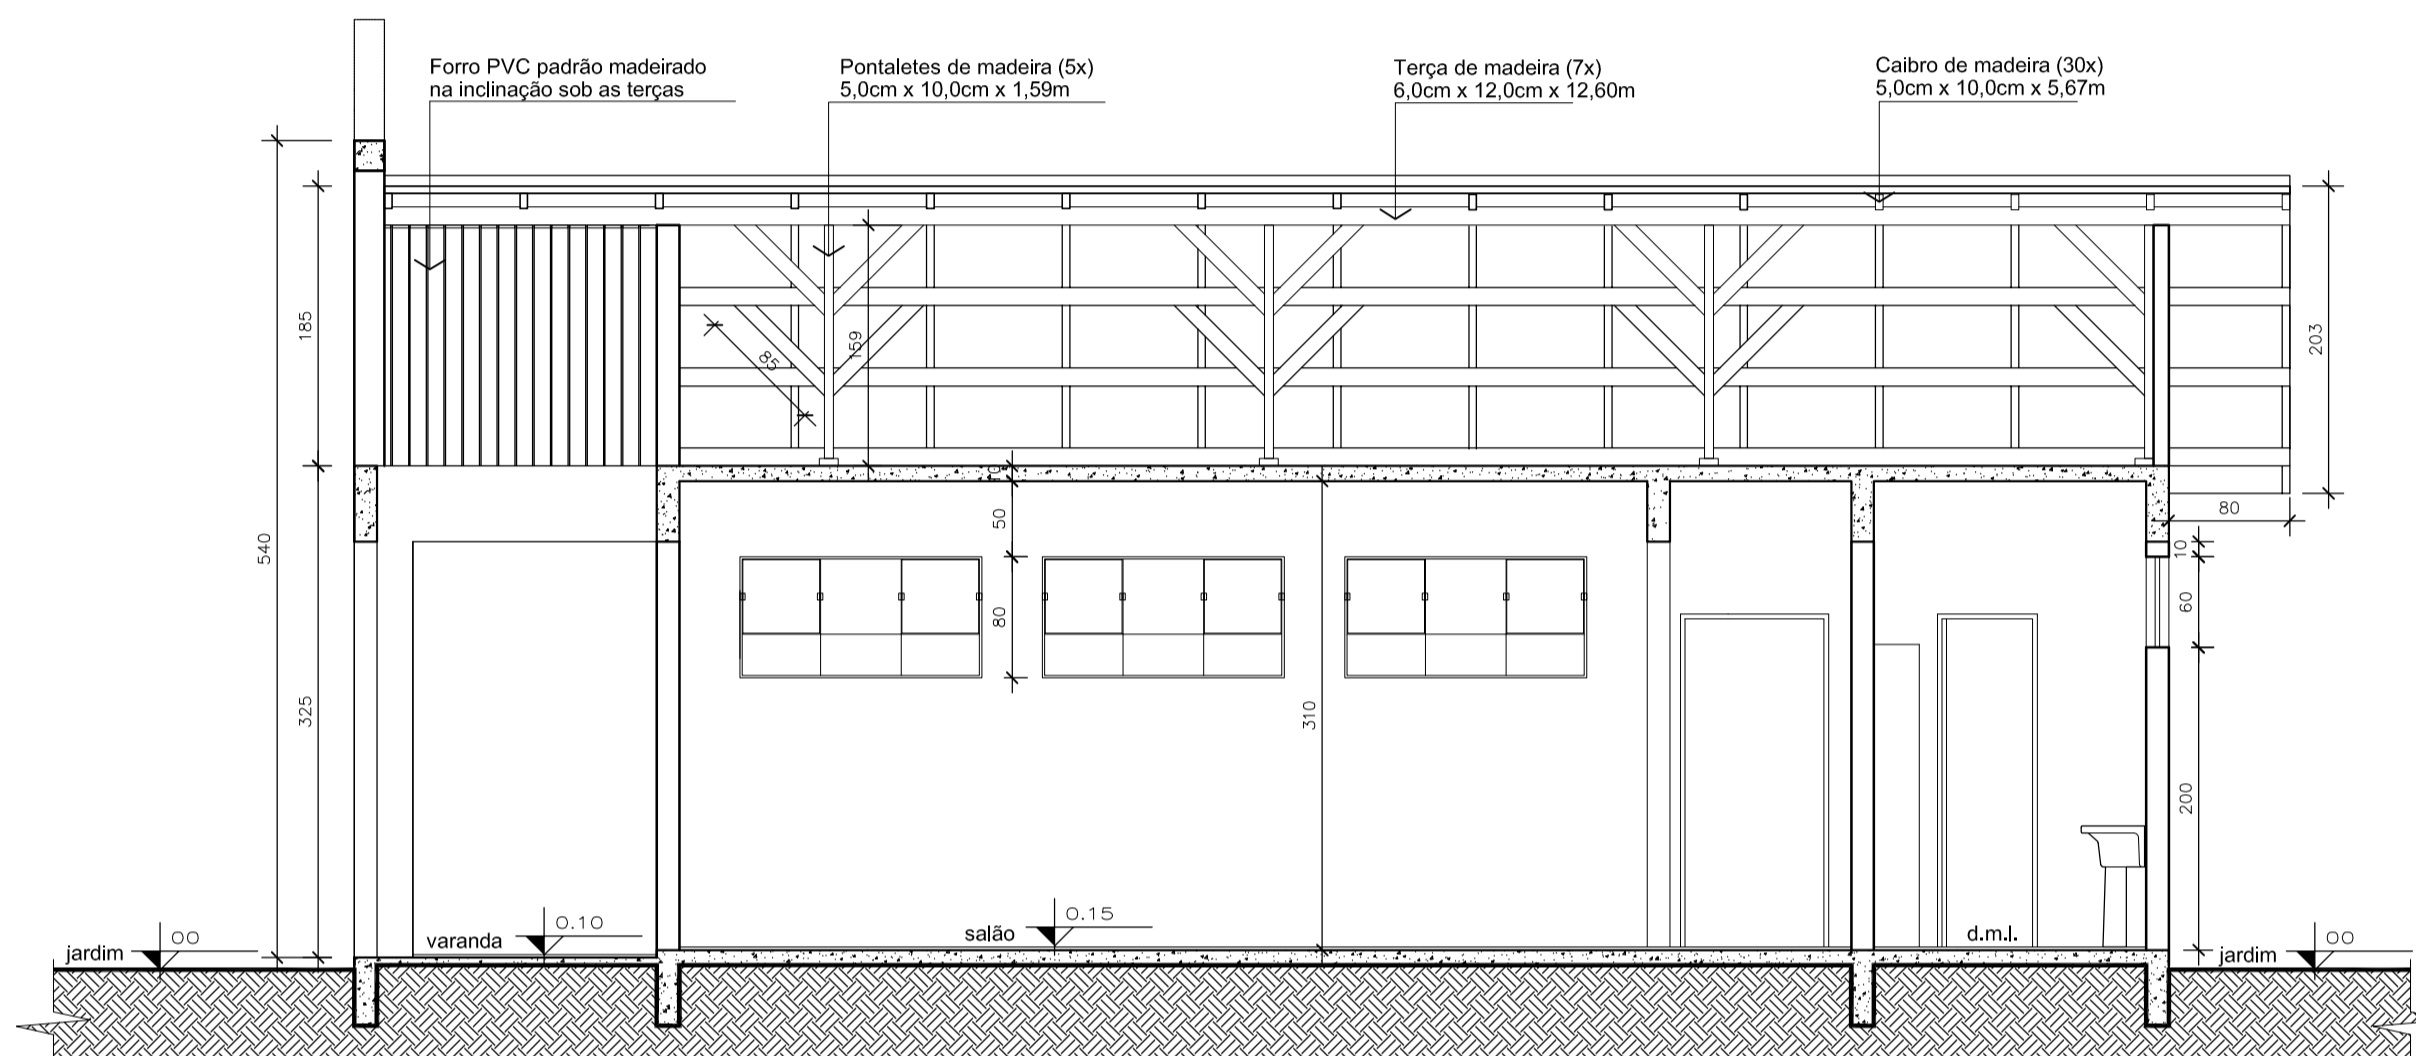 Forro PVC padrão madeirado
na inclinação sob as terças
Pontaletes de madeira (5x)
5,0cm x 10,0cm x 1,59m
Terça de madeira (7x)
6,0cm x 12,0cm x 12,60m
Caibro de madeira (30x)
5,0cm x 10,0cm x 5,67m
185
159
85
203
10
80
50
10
540
60
80
325
310
200
jardim
00
varanda
0.10
salão
0.15
d.m.l.
jardim
00